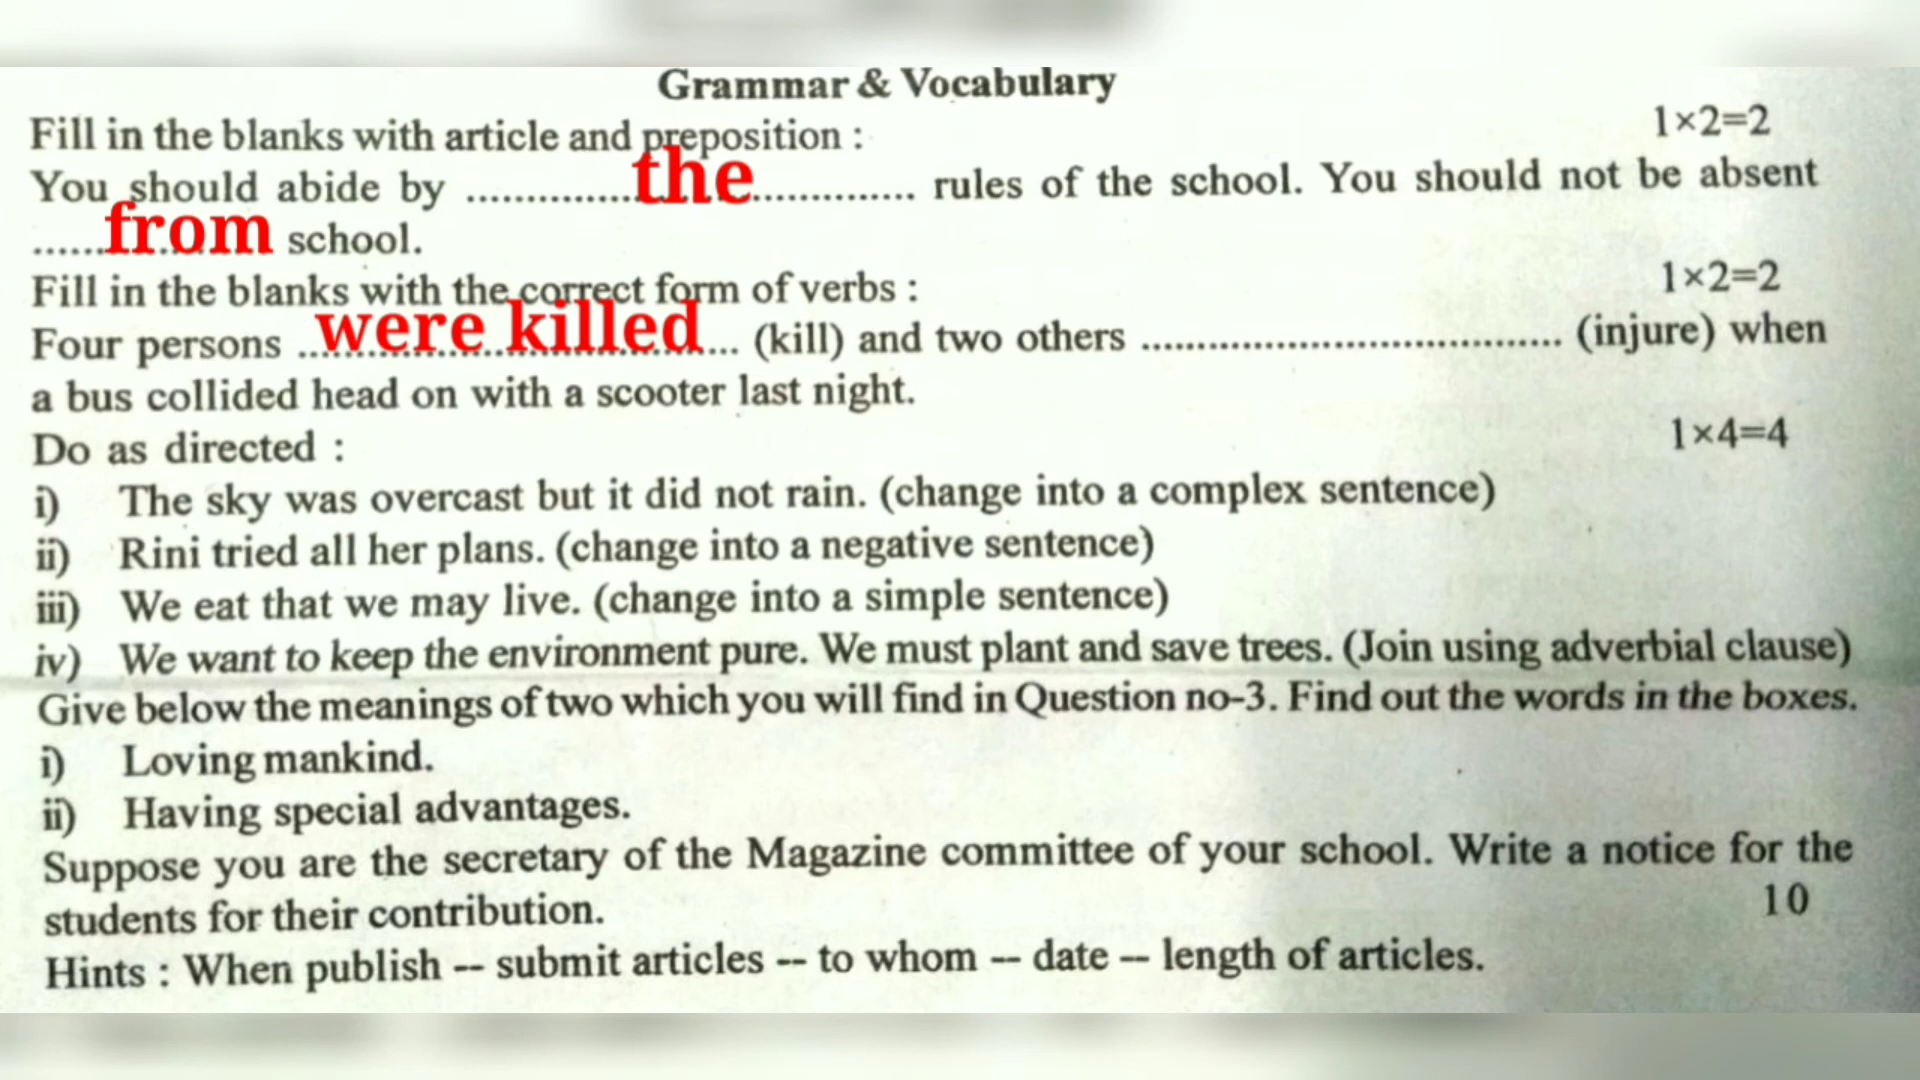 Grammar & Vocabulary
Fill in the blanks with article and preposition : 1×2=2
You should abide by .............the.............. rules of the school. You should not be absent
......from school.
Fill in the blanks with the correct form of verbs : 1×2=2
Four persons ...were killed... (kill) and two others ................................... (injure) when
a bus collided head on with a scooter last night.
Do as directed : 1×4=4
i) The sky was overcast but it did not rain. (change into a complex sentence)
ii) Rini tried all her plans. (change into a negative sentence)
iii) We eat that we may live. (change into a simple sentence)
iv) We want to keep the environment pure. We must plant and save trees. (Join using adverbial clause)
Give below the meanings of two which you will find in Question no-3. Find out the words in the boxes.
i) Loving mankind.
ii) Having special advantages.
Suppose you are the secretary of the Magazine committee of your school. Write a notice for the
students for their contribution. 10
Hints : When publish -- submit articles -- to whom -- date -- length of articles.